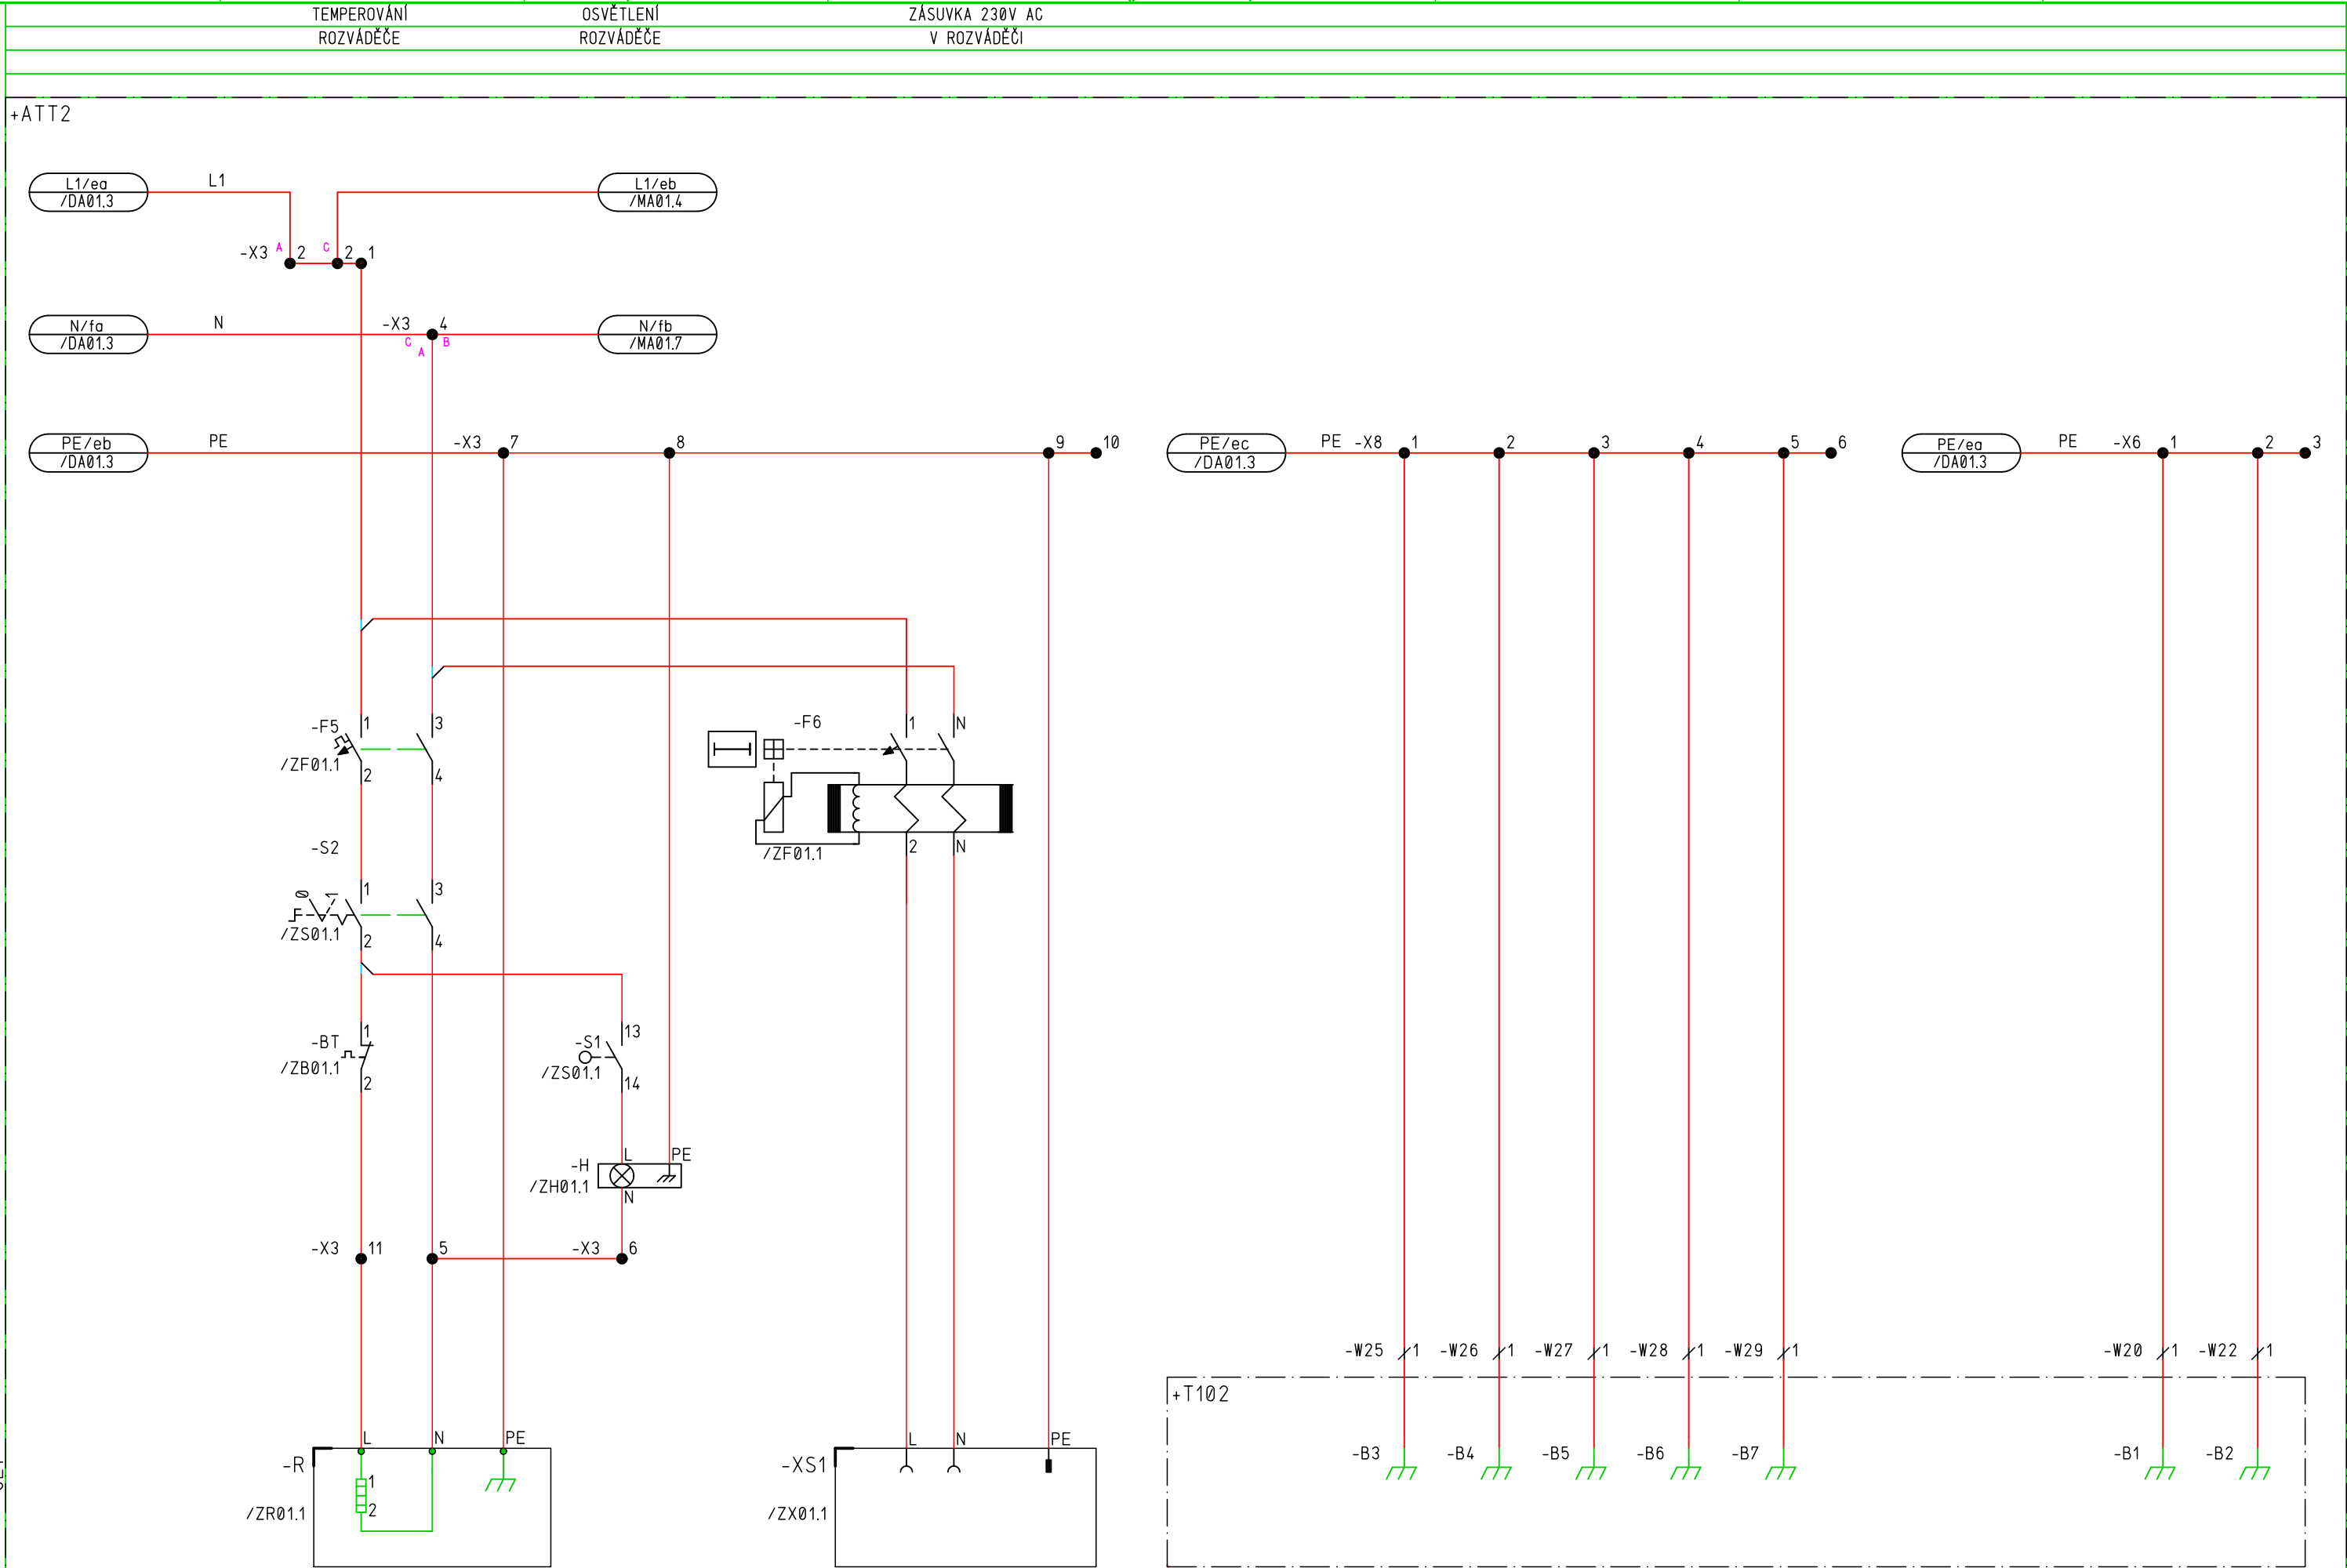 TEMPEROVÁNÍ OSVĚTLENÍ ZÁSUVKA 230V AC
ROZVÁDĚČE ROZVÁDĚČE V ROZVÁDĚČI
+ATT2
L1/ea L1 L1/eb
/DA01.3 /MA01.4
-X3 A 2 C 2 1
N/fa N -X3 4 N/fb
/DA01.3 C A B /MA01.7
PE/eb PE -X3 7 8 9 10 PE/ec PE -X8 1 2 3 4 5 6 PE/ea PE -X6 1 2 3
/DA01.3 /DA01.3 /DA01.3
-F5 1 3 -F6 1 N
/ZF01.1 2 4
/ZF01.1 2 N
-S2
0 1 1 3
/ZS01.1 2 4
-BT 1 -S1 13
/ZB01.1 2 /ZS01.1 14
-H L PE
/ZH01.1 N
-X3 11 5 -X3 6
-W25 1 -W26 1 -W27 1 -W28 1 -W29 1 -W20 1 -W22 1
+T102
L N PE L N PE
-R -XS1 -B3 -B4 -B5 -B6 -B7 -B1 -B2
1
2
/ZR01.1 /ZX01.1